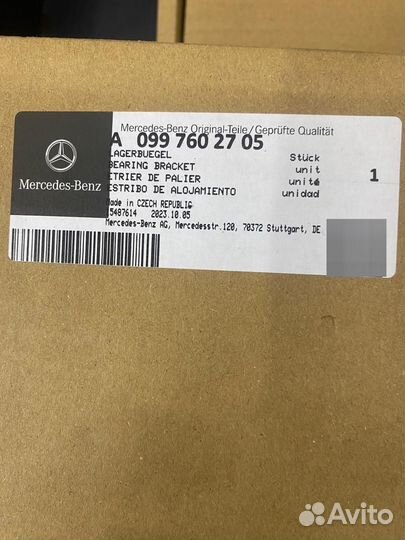 Mercedes-Benz Original-Teile/Geprüfte Qualität
A 099 760 27 05
LAGERBUEGEL Stück
BEARING BRACKET unit
ETRIER DE PALIER unité 1
ESTRIBO DE ALOJAMIENTO unidad
Made in CZECH REPUBLIC
5487614 2023.10.05
Mercedes-Benz AG, Mercedesstr.120, 70372 Stuttgart, DE
Mercedes-Benz
Avito